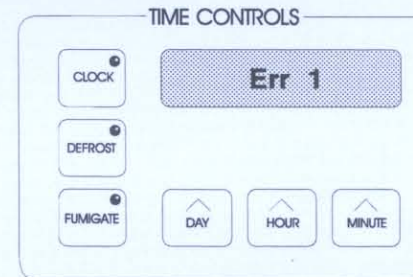 TIME CONTROLS
CLOCK
Err 1
DEFROST
FUMIGATE
DAY
HOUR
MINUTE